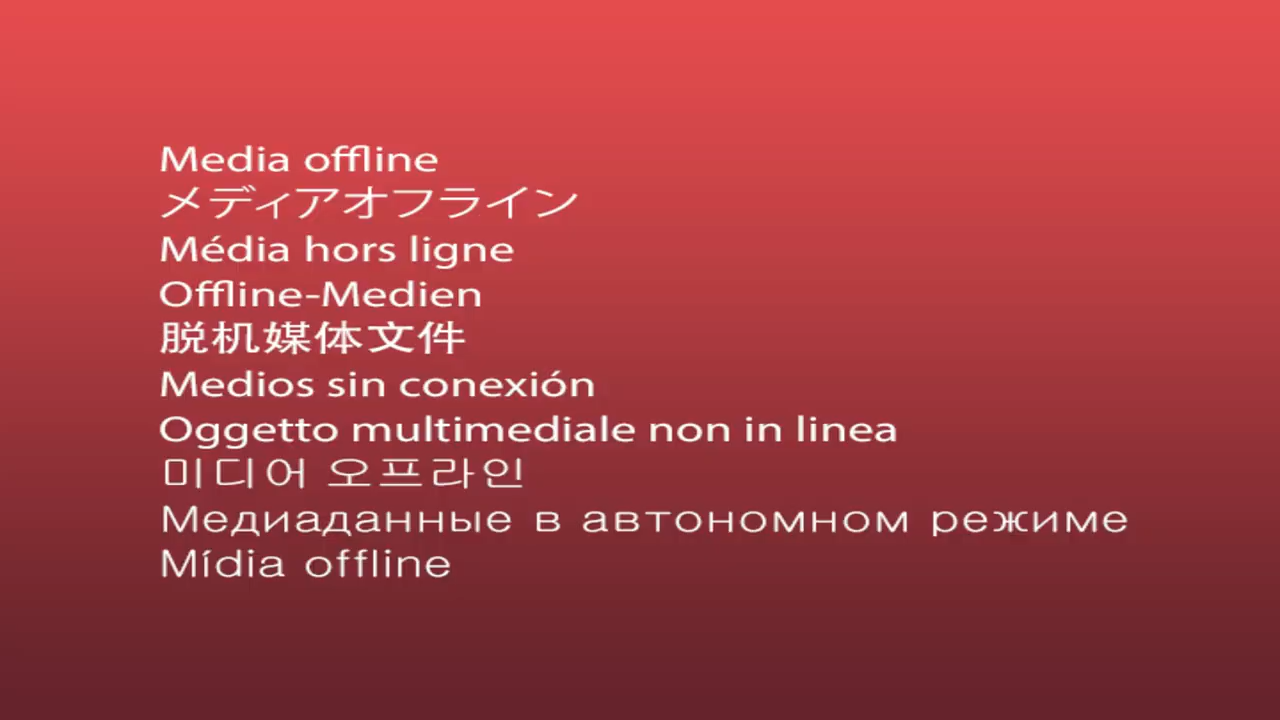 Media offline
メディアオフライン
Média hors ligne
Offline-Medien
脱机媒体文件
Medios sin conexión
Oggetto multimediale non in linea
미디어 오프라인
Медиаданные в автономном режиме
Mídia offline